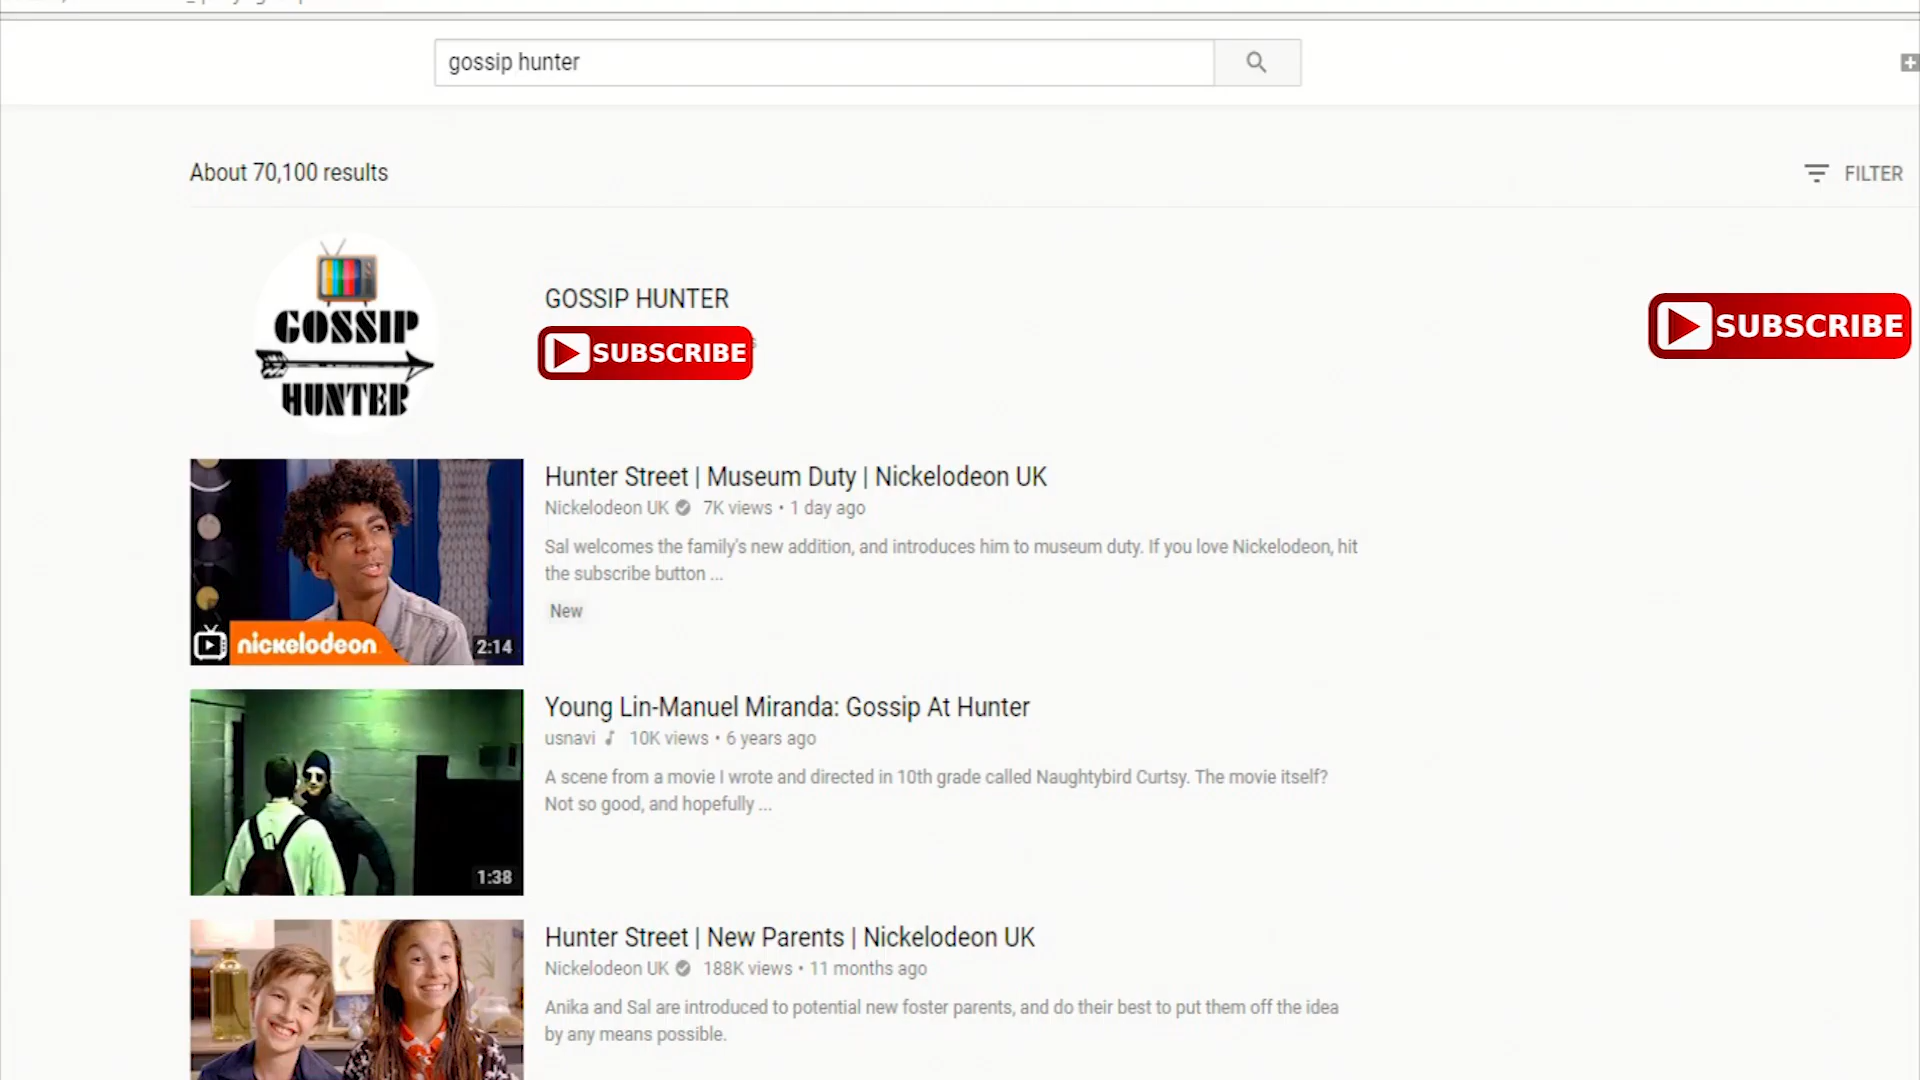 gossip hunter
About 70,100 results
FILTER
GOSSIP
HUNTER
GOSSIP HUNTER
SUBSCRIBE
SUBSCRIBE
Hunter Street | Museum Duty | Nickelodeon UK
Nickelodeon UK 7K views • 1 day ago
Sal welcomes the family's new addition, and introduces him to museum duty. If you love Nickelodeon, hit
the subscribe button ...
New
nickelodeon
2:14
Young Lin-Manuel Miranda: Gossip At Hunter
usnavi 10K views • 6 years ago
A scene from a movie I wrote and directed in 10th grade called Naughtybird Curtsy. The movie itself?
Not so good, and hopefully ...
1:38
Hunter Street | New Parents | Nickelodeon UK
Nickelodeon UK 188K views • 11 months ago
Anika and Sal are introduced to potential new foster parents, and do their best to put them off the idea
by any means possible.